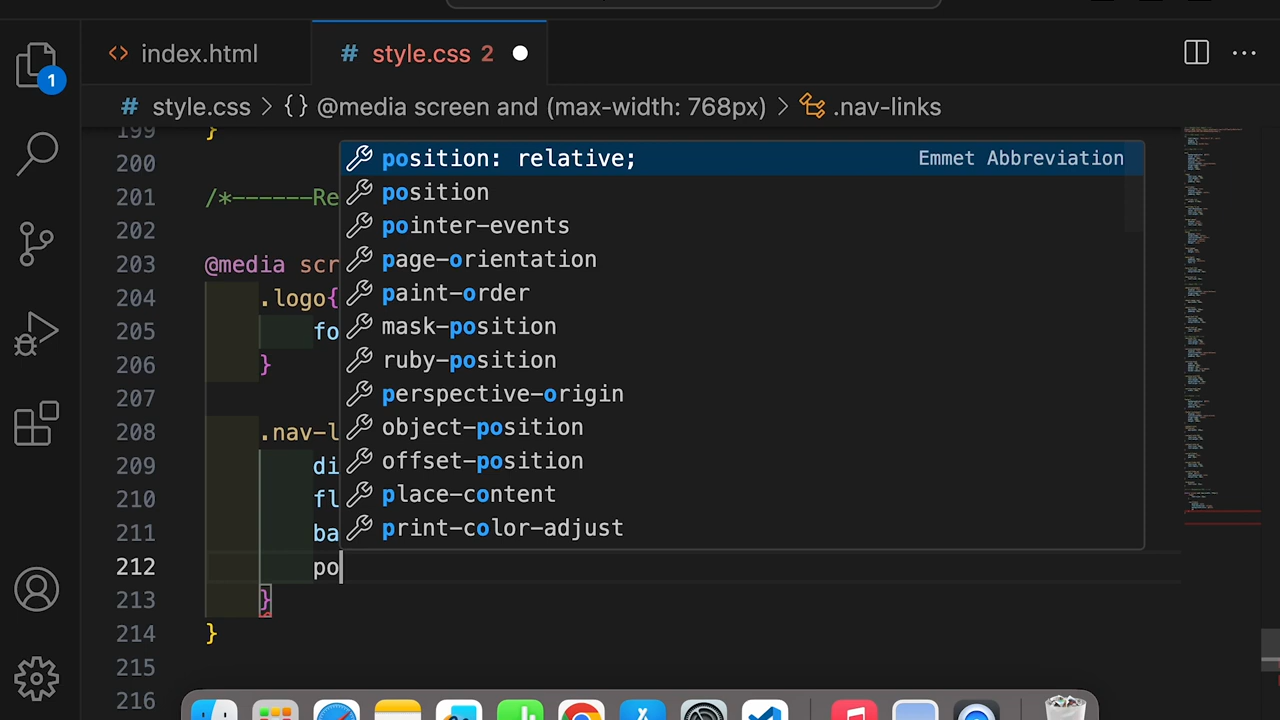 1
index.html
# style.css 2
# style.css > {} @media screen and (max-width: 768px) > .nav-links
199 }
200
201 /*------Re
202
203 @media scr
204 .logo{
205 fo
206 }
207
208 .nav-l
209 di
210 fl
211 ba
212 po
213 }
214 }
215
216
position: relative; Emmet Abbreviation
position
pointer-events
page-orientation
paint-order
mask-position
ruby-position
perspective-origin
object-position
offset-position
place-content
print-color-adjust